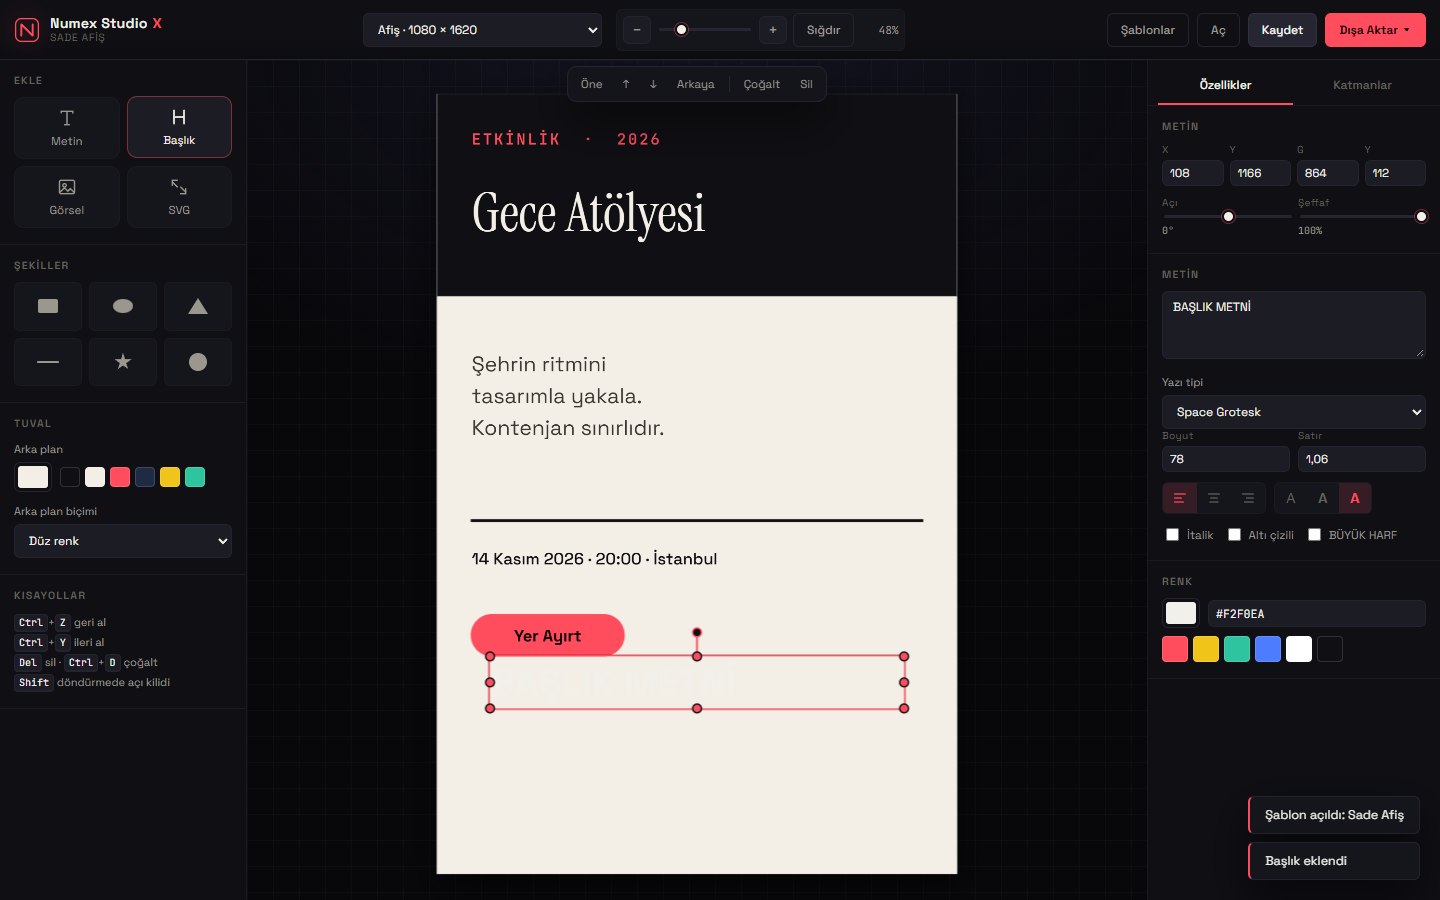 Numex Studio X
SADE AFİŞ
Afiş · 1080 × 1620
−
+
Sığdır
48%
Şablonlar
Aç
Kaydet
Dışa Aktar
EKLE
Metin
H
Başlık
Görsel
SVG
ŞEKİLLER
TUVAL
Arka plan
Arka plan biçimi
Düz renk
KISAYOLLAR
Ctrl + Z geri al
Ctrl + Y ileri al
Del sil · Ctrl + D çoğalt
Shift döndürmede açı kilidi
Öne ↑ ↓ Arkaya Çoğalt Sil
ETKİNLİK · 2026
Gece Atölyesi
Şehrin ritmini
tasarımla yakala.
Kontenjan sınırlıdır.
14 Kasım 2026 · 20:00 · İstanbul
Yer Ayırt
Özellikler
Katmanlar
METİN
X Y G Y
108 1166 864 112
Açı Şeffaf
0° 100%
METİN
BAŞLIK METNİ
Yazı tipi
Space Grotesk
Boyut Satır
78 1,06
A A A
İtalik Altı çizili BÜYÜK HARF
RENK
#F2F0EA
Şablon açıldı: Sade Afiş
Başlık eklendi